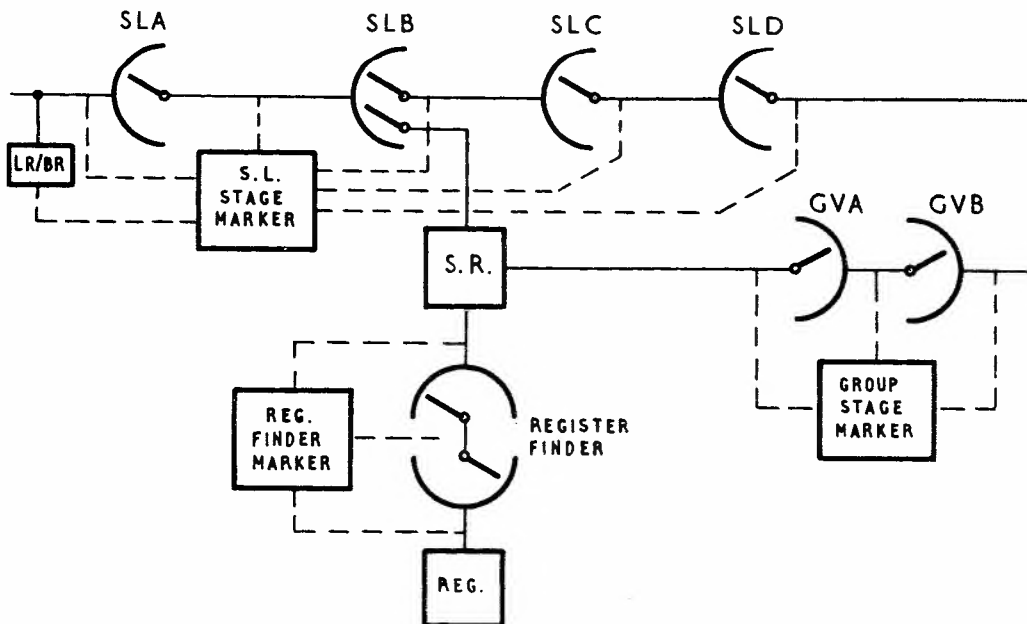 SLA
SLB
SLC
SLD
LR/BR
S.L.
STAGE
MARKER
GVA
GVB
S.R.
GROUP
STAGE
MARKER
REG.
FINDER
MARKER
REGISTER
FINDER
REG.